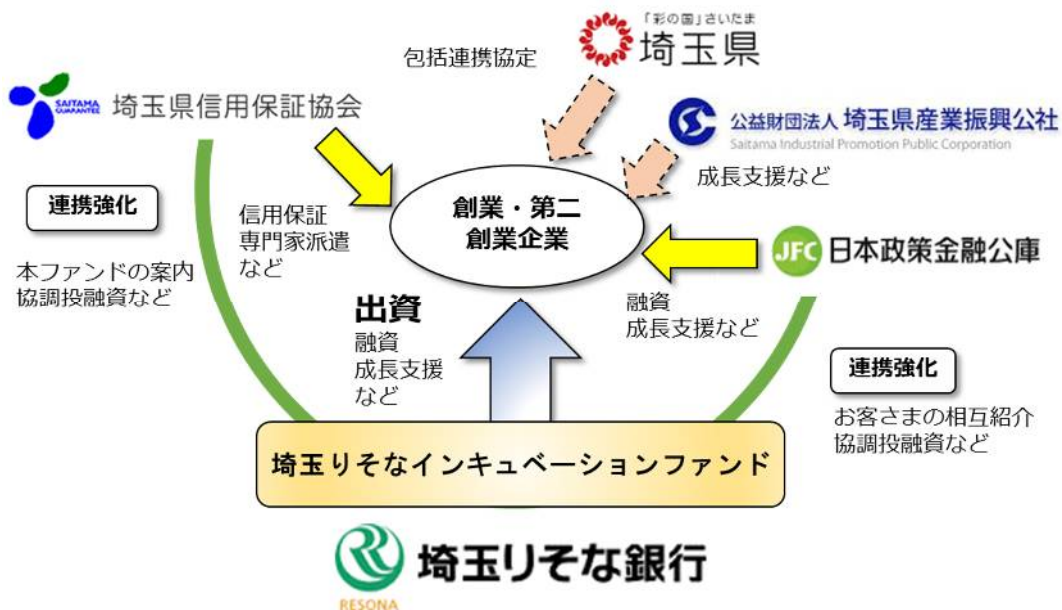 「彩の国」さいたま
埼玉県
包括連携協定
SAITAMA
GUARANTEE
埼玉県信用保証協会
公益財団法人 埼玉県産業振興公社
Saitama Industrial Promotion Public Corporation
成長支援など
連携強化
本ファンドの案内
協調投融資など
信用保証
専門家派遣
など
創業・第二
創業企業
JFC 日本政策金融公庫
融資
成長支援など
出資
融資
成長支援
など
連携強化
お客さまの相互紹介
協調投融資など
埼玉りそなインキュベーションファンド
埼玉りそな銀行
RESONA